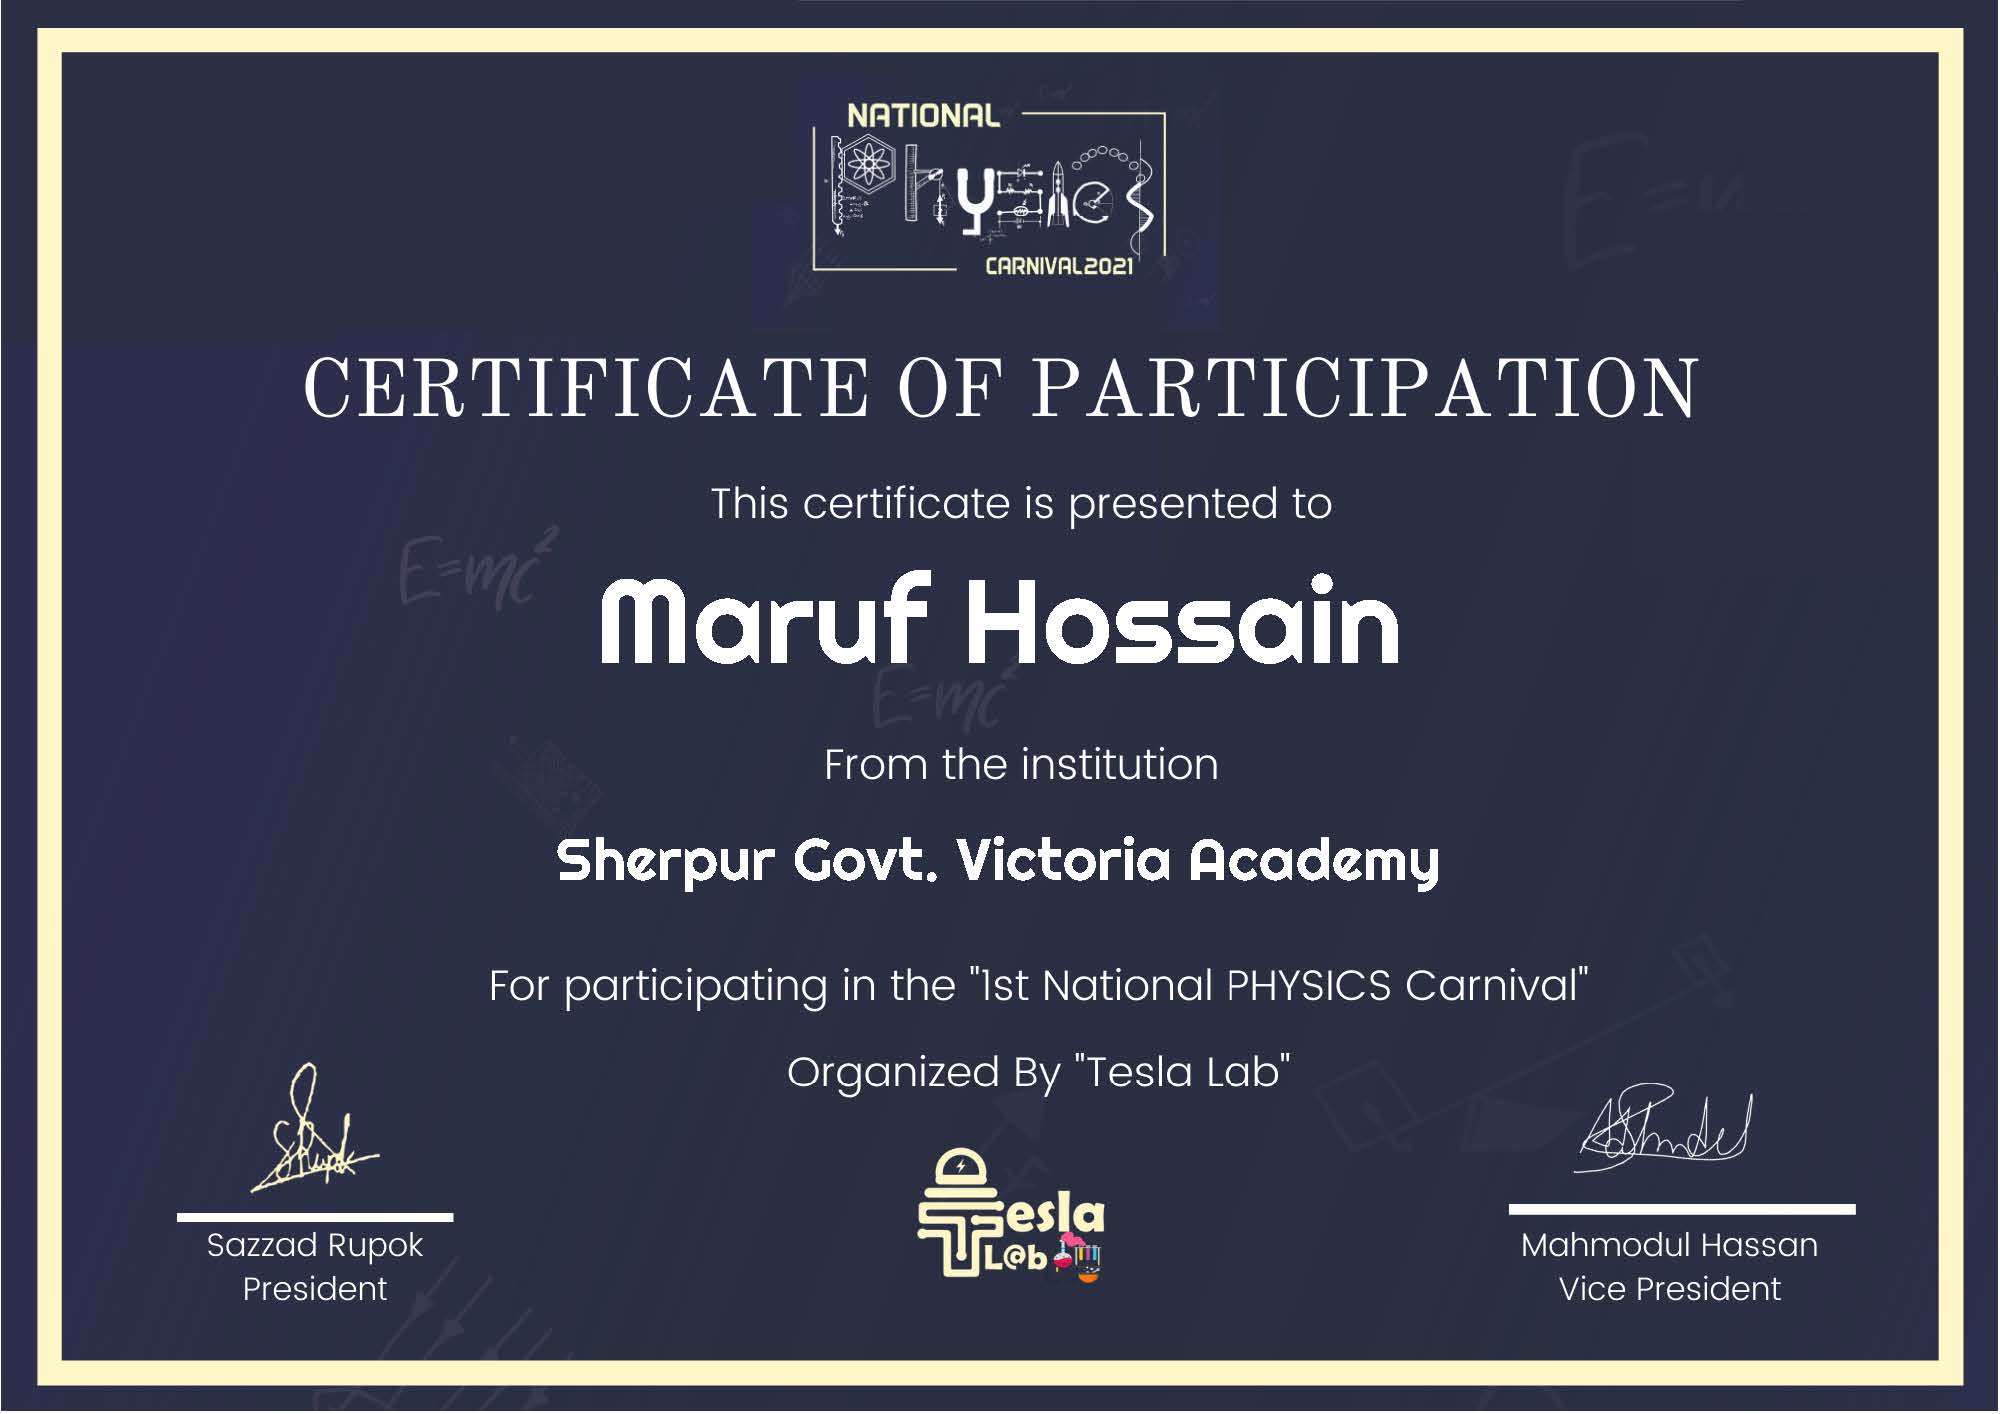 NATIONAL
Physics
CARNIVAL2021
CERTIFICATE OF PARTICIPATION
This certificate is presented to
E=mc²
Maruf Hossain
E=mc²
From the institution
Sherpur Govt. Victoria Academy
For participating in the "1st National PHYSICS Carnival"
Organized By "Tesla Lab"
Tesla
L@b
Sazzad Rupok
President
Mahmodul Hassan
Vice President